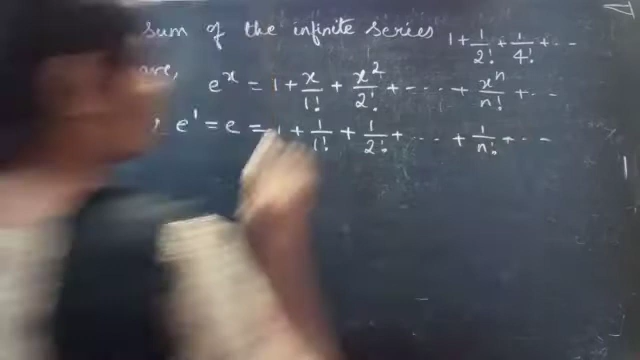 sum of the infinite series 1 + 1/2! + 1/4! + ...
e^x = 1 + x/1! + x^2/2! + ---- + x^n/n! + ...
e^1 = e = 1 + 1/1! + 1/2! + ---- + 1/n! + ...